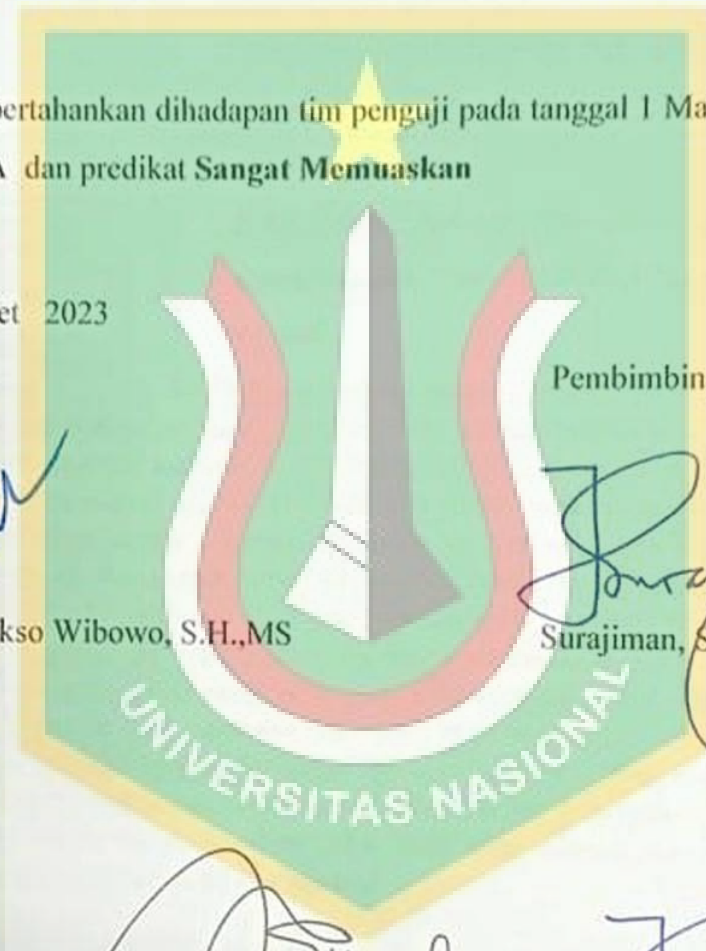 pertahankan dihadapan tim penguji pada tanggal 1 Ma
dan predikat Sangat Memuaskan
et 2023
Pembimbin
kso Wibowo, S.H.,MS
Surajiman, S
UNIVERSITAS NASIONAL